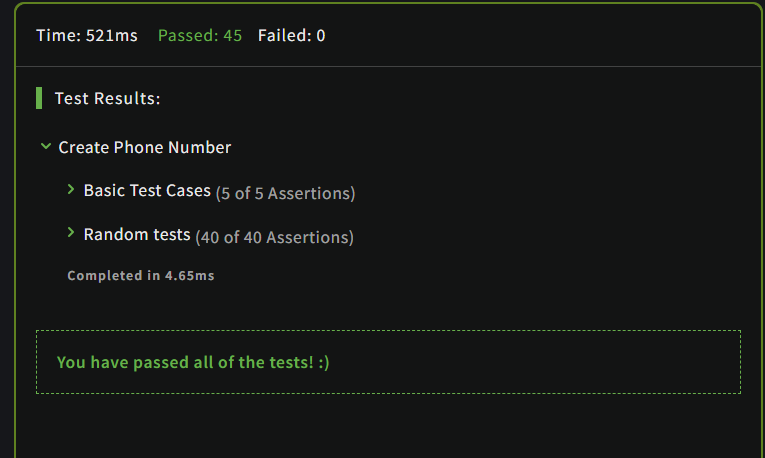 Time: 521ms Passed: 45 Failed: 0
Test Results:
Create Phone Number
Basic Test Cases (5 of 5 Assertions)
Random tests (40 of 40 Assertions)
Completed in 4.65ms
You have passed all of the tests! :)